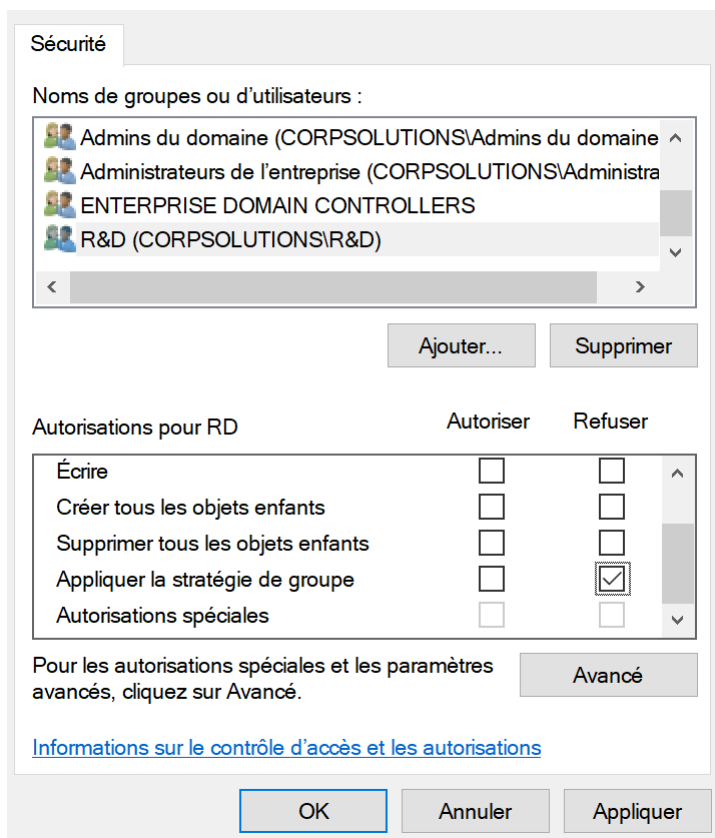 Sécurité
Noms de groupes ou d’utilisateurs :
Admins du domaine (CORPSOLUTIONS\Admins du domaine
Administrateurs de l’entreprise (CORPSOLUTIONS\Administra
ENTERPRISE DOMAIN CONTROLLERS
R&D (CORPSOLUTIONS\R&D)
Ajouter... Supprimer
Autorisations pour RD Autoriser Refuser
Écrire
Créer tous les objets enfants
Supprimer tous les objets enfants
Appliquer la stratégie de groupe
Autorisations spéciales
Pour les autorisations spéciales et les paramètres
avancés, cliquez sur Avancé.
Avancé
Informations sur le contrôle d’accès et les autorisations
OK Annuler Appliquer